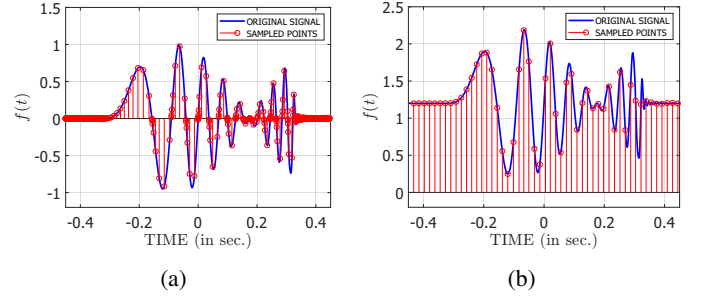 ORIGINAL SIGNAL
SAMPLED POINTS
1.5
1
0.5
0
-0.5
-1
f(t)
-0.4 -0.2 0 0.2 0.4
TIME (in sec.)
(a)
ORIGINAL SIGNAL
SAMPLED POINTS
2.5
2
1.5
1
0.5
0
f(t)
-0.4 -0.2 0 0.2 0.4
TIME (in sec.)
(b)